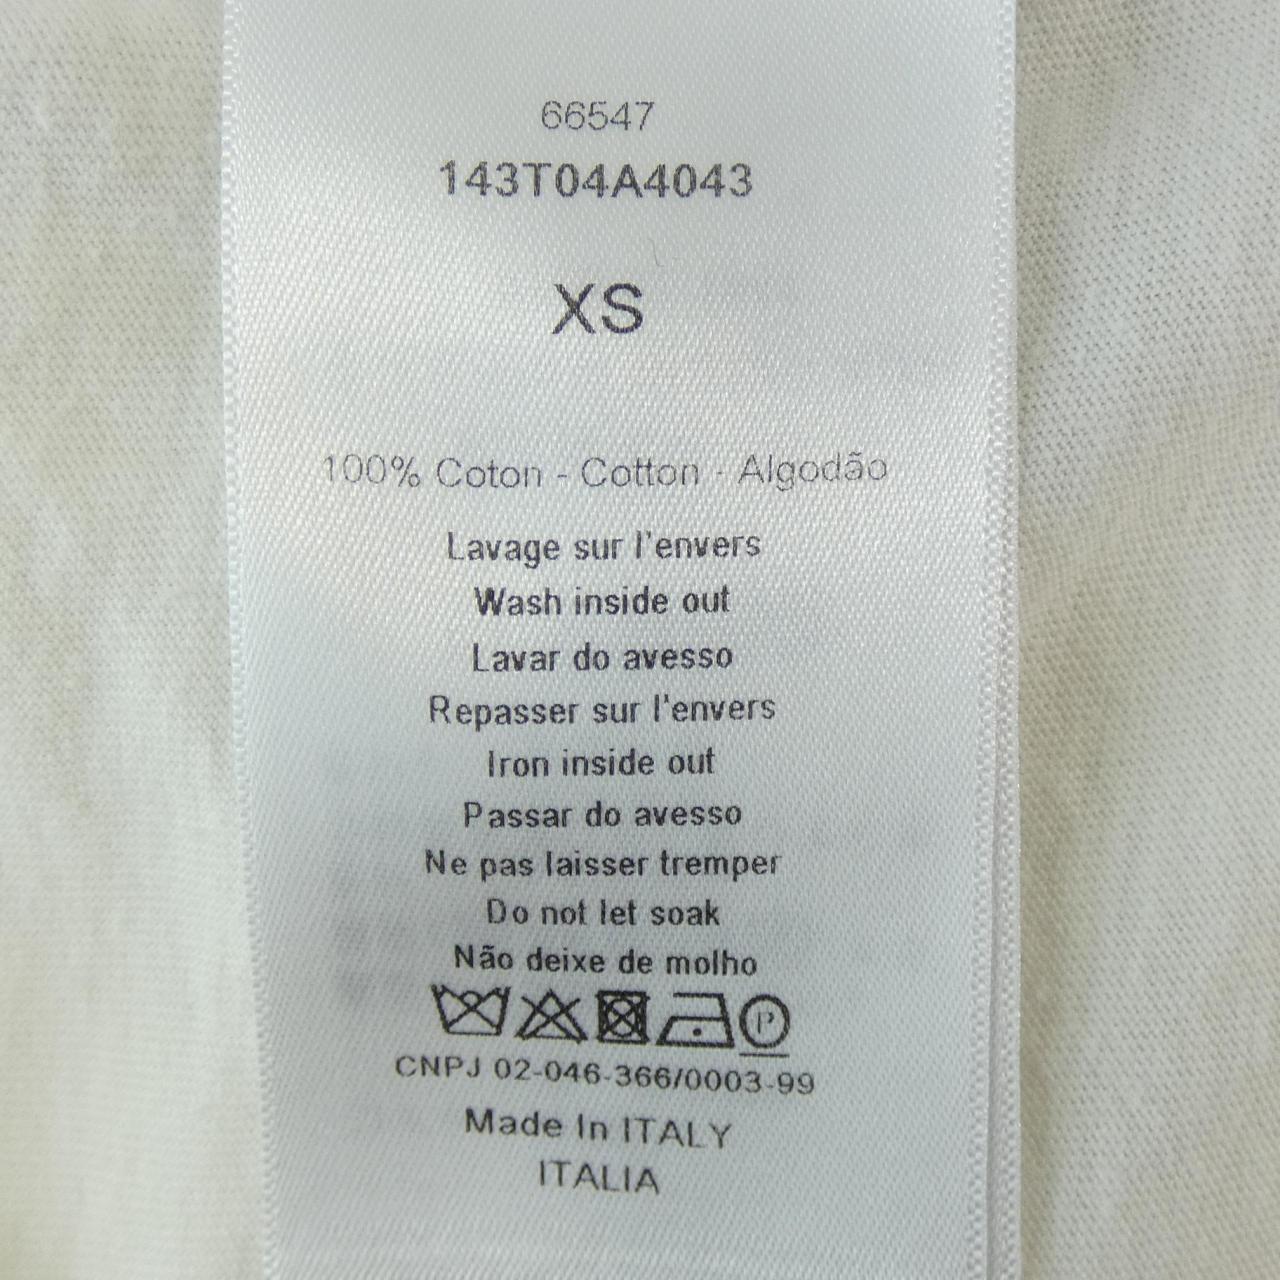 66547
143T04A4043
XS
100% Coton - Cotton - Algodão
Lavage sur l'envers
Wash inside out
Lavar do avesso
Repasser sur l'envers
Iron inside out
Passar do avesso
Ne pas laisser tremper
Do not let soak
Não deixe de molho
P
CNPJ 02-046-366/0003-99
Made In ITALY
ITALIA